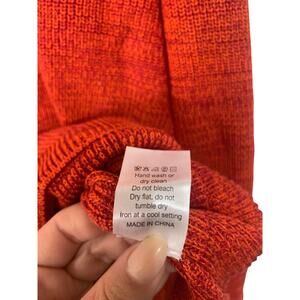 Hand wash or
dry clean
Do not bleach
Dry flat, do not
tumble dry
Iron at a cool setting
MADE IN CHINA